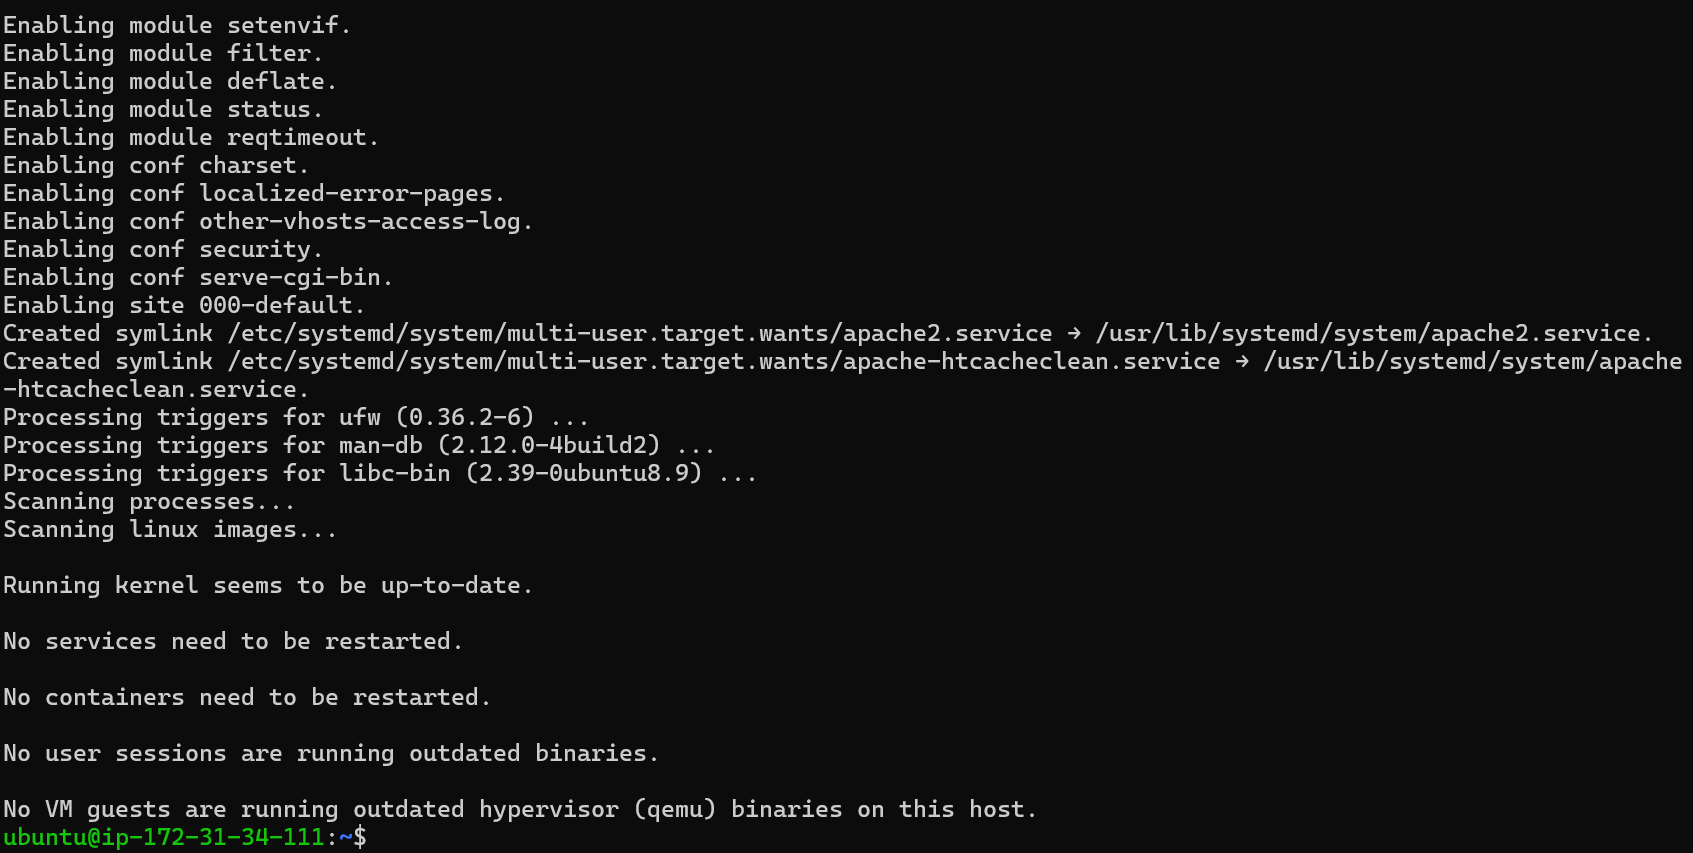 Enabling module setenvif.
Enabling module filter.
Enabling module deflate.
Enabling module status.
Enabling module reqtimeout.
Enabling conf charset.
Enabling conf localized-error-pages.
Enabling conf other-vhosts-access-log.
Enabling conf security.
Enabling conf serve-cgi-bin.
Enabling site 000-default.
Created symlink /etc/systemd/system/multi-user.target.wants/apache2.service → /usr/lib/systemd/system/apache2.service.
Created symlink /etc/systemd/system/multi-user.target.wants/apache-htcacheclean.service → /usr/lib/systemd/system/apache
-htcacheclean.service.
Processing triggers for ufw (0.36.2-6) ...
Processing triggers for man-db (2.12.0-4build2) ...
Processing triggers for libc-bin (2.39-0ubuntu8.9) ...
Scanning processes...
Scanning linux images...
Running kernel seems to be up-to-date.
No services need to be restarted.
No containers need to be restarted.
No user sessions are running outdated binaries.
No VM guests are running outdated hypervisor (qemu) binaries on this host.
ubuntu@ip-172-31-34-111:~$